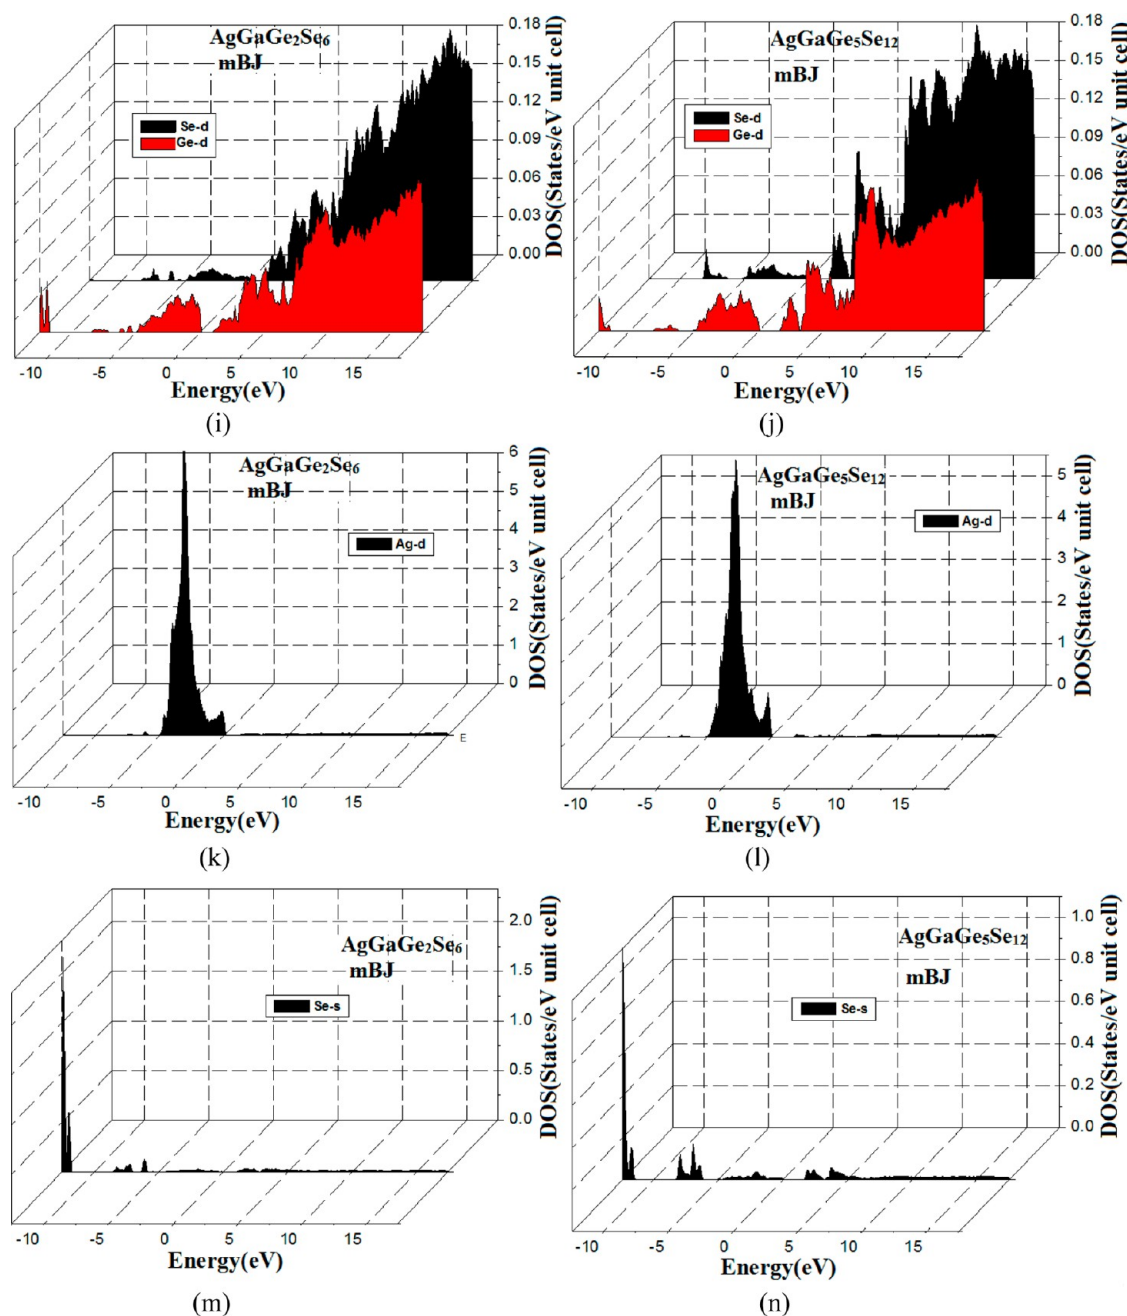 AgGaGe₂Se₆
mBJ
Se-d
Ge-d
0.18
0.15
0.12
0.09
0.06
0.03
0.00
DOS(States/eV unit cell)
-10 -5 0 5 10 15
Energy(eV)
(i)
AgGaGe₅Se₁₂
mBJ
Se-d
Ge-d
0.18
0.15
0.12
0.09
0.06
0.03
0.00
DOS(States/eV unit cell)
-10 -5 0 5 10 15
Energy(eV)
(j)
AgGaGe₂Se₆
mBJ
Ag-d
6
5
4
3
2
1
0
DOS(States/eV unit cell)
E
-10 -5 0 5 10 15
Energy(eV)
(k)
AgGaGe₅Se₁₂
mBJ
Ag-d
5
4
3
2
1
0
DOS(States/eV unit cell)
-10 -5 0 5 10 15
Energy(eV)
(l)
AgGaGe₂Se₆
mBJ
Se-s
2.0
1.5
1.0
0.5
0.0
DOS(States/eV unit cell)
-10 -5 0 5 10 15
Energy(eV)
(m)
AgGaGe₅Se₁₂
mBJ
Se-s
1.0
0.8
0.6
0.4
0.2
0.0
DOS(States/eV unit cell)
-10 -5 0 5 10 15
Energy(eV)
(n)